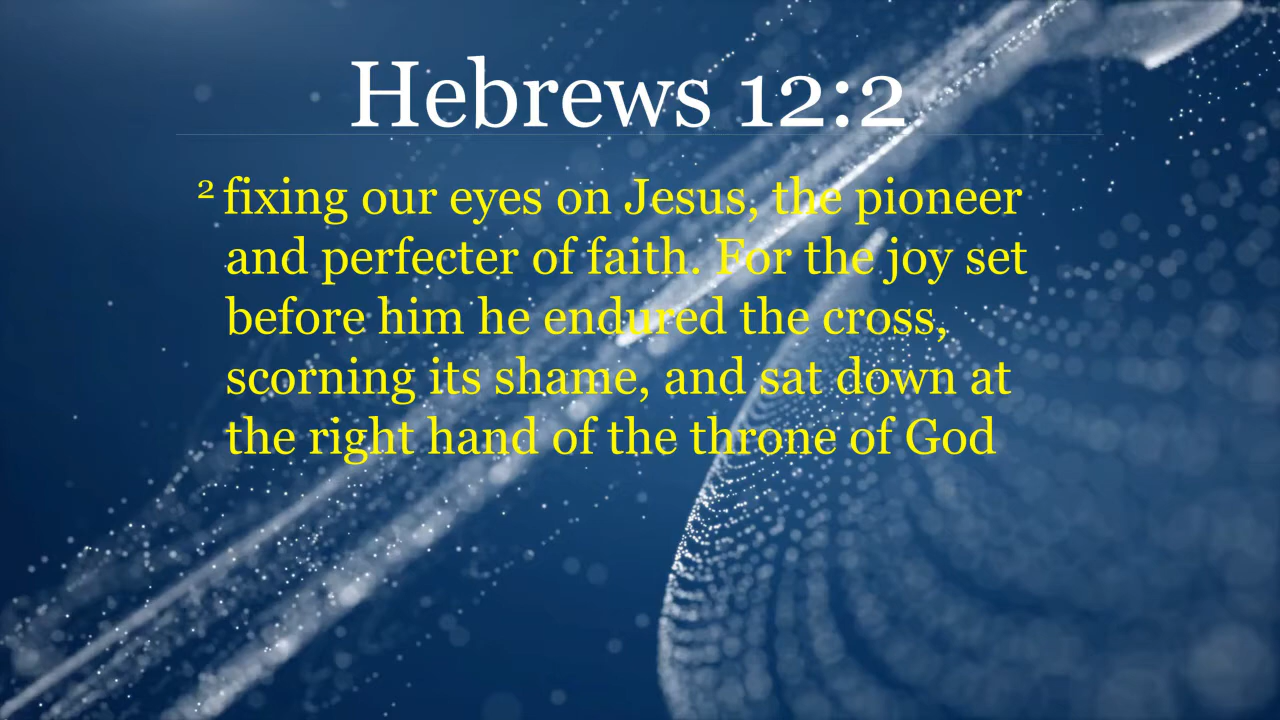 Hebrews 12:2
2 fixing our eyes on Jesus, the pioneer
and perfecter of faith. For the joy set
before him he endured the cross,
scorning its shame, and sat down at
the right hand of the throne of God